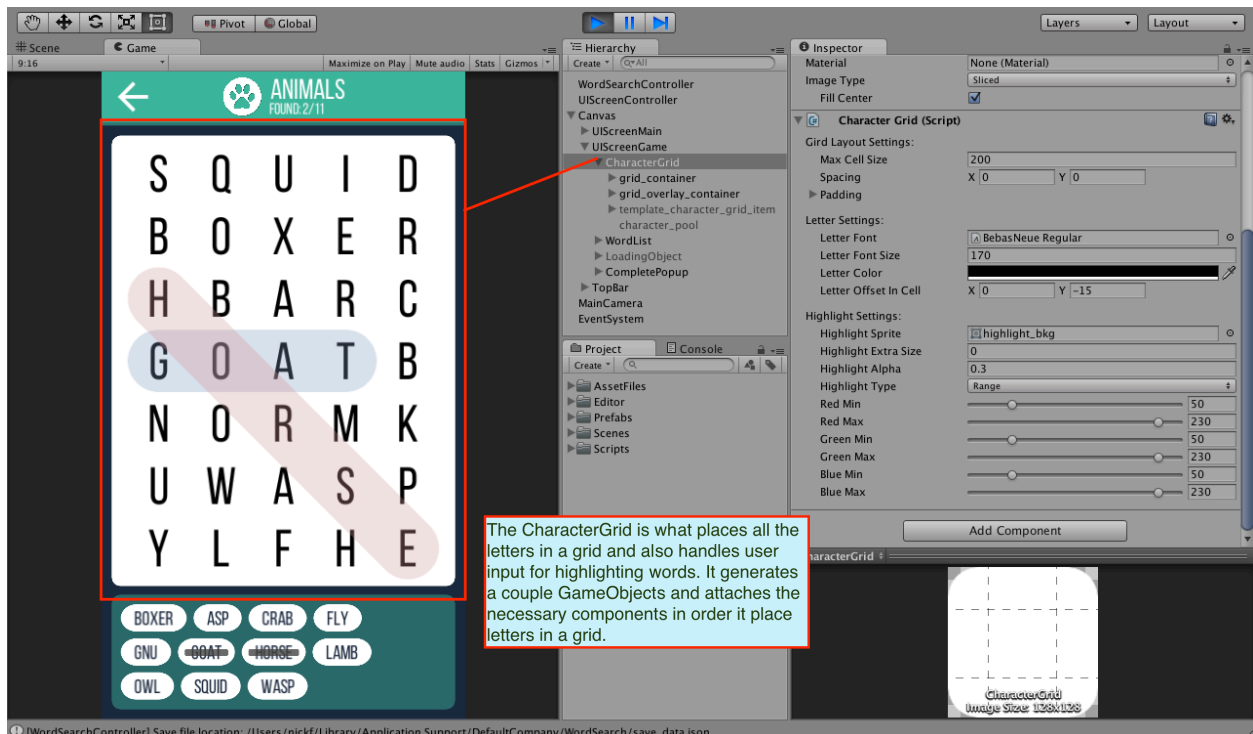 Pivot Global Layers Layout
Scene Game Hierarchy Inspector
9:16 Maximize on Play Mute audio Stats Gizmos Create All
ANIMALS
FOUND: 2/11
S Q U I D
B O X E R
H B A R C
G O A T B
N O R M K
U W A S P
Y L F H E
BOXER ASP CRAB FLY
GNU GOAT HORSE LAMB
OWL SQUID WASP
WordSearchController
UIScreenController
Canvas
UIScreenMain
UIScreenGame
CharacterGrid
grid_container
grid_overlay_container
template_character_grid_item
character_pool
WordList
LoadingObject
CompletePopup
TopBar
MainCamera
EventSystem
Project Console
Create
AssetFiles
Editor
Prefabs
Scenes
Scripts
The CharacterGrid is what places all the
letters in a grid and also handles user
input for highlighting words. It generates
a couple GameObjects and attaches the
necessary components in order it place
letters in a grid.
Material None (Material)
Image Type Sliced
Fill Center
Character Grid (Script)
Gird Layout Settings:
Max Cell Size 200
Spacing X 0 Y 0
Padding
Letter Settings:
Letter Font BebasNeue Regular
Letter Font Size 170
Letter Color
Letter Offset In Cell X 0 Y -15
Highlight Settings:
Highlight Sprite highlight_bkg
Highlight Extra Size 0
Highlight Alpha 0.3
Highlight Type Range
Red Min 50
Red Max 230
Green Min 50
Green Max 230
Blue Min 50
Blue Max 230
Add Component
haracterGrid
CharacterGrid
Image Size: 128x128
[WordSearchController] Save file location: /Users/nickf/Library/Application Support/DefaultCompany/WordSearch/save_data.json